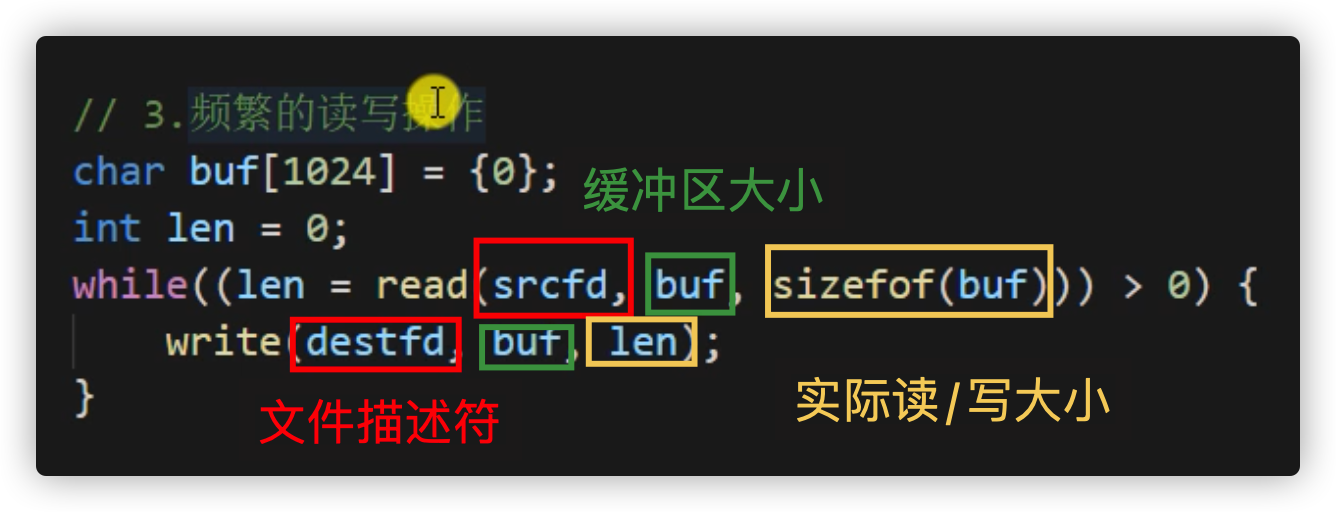 // 3.频繁的读写操作
char buf[1024] = {0};
缓冲区大小
int len = 0;
while((len = read(srcfd, buf, sizefof(buf))) > 0) {
write(destfd, buf, len);
}
文件描述符
实际读/写大小